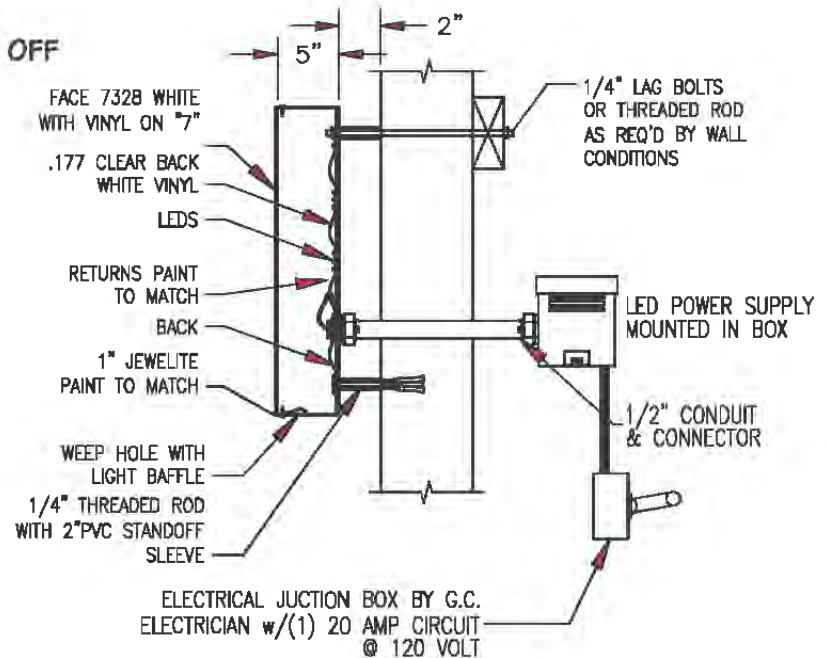 OFF
2"
5"
FACE 7328 WHITE
WITH VINYL ON "7"
.177 CLEAR BACK
WHITE VINYL
LEDS
RETURNS PAINT
TO MATCH
BACK
1" JEWELITE
PAINT TO MATCH
WEEP HOLE WITH
LIGHT BAFFLE
1/4" THREADED ROD
WITH 2"PVC STANDOFF
SLEEVE
1/4" LAG BOLTS
OR THREADED ROD
AS REQ'D BY WALL
CONDITIONS
LED POWER SUPPLY
MOUNTED IN BOX
1/2" CONDUIT
& CONNECTOR
ELECTRICAL JUCTION BOX BY G.C.
ELECTRICIAN w/(1) 20 AMP CIRCUIT
@ 120 VOLT